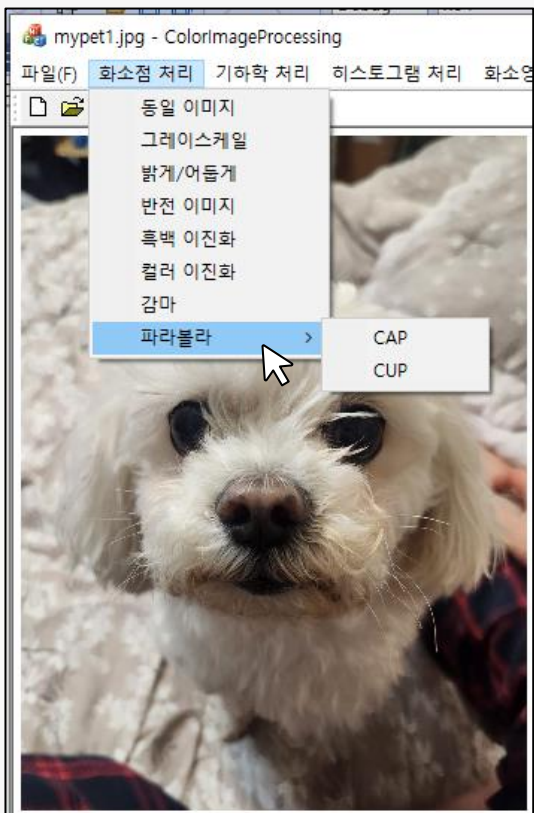 mypet1.jpg - ColorImageProcessing
파일(F) 화소점 처리 기하학 처리 히스토그램 처리
동일 이미지
그레이스케일
밝게/어둡게
반전 이미지
흑백 이진화
컬러 이진화
감마
파라볼라 >
CAP
CUP